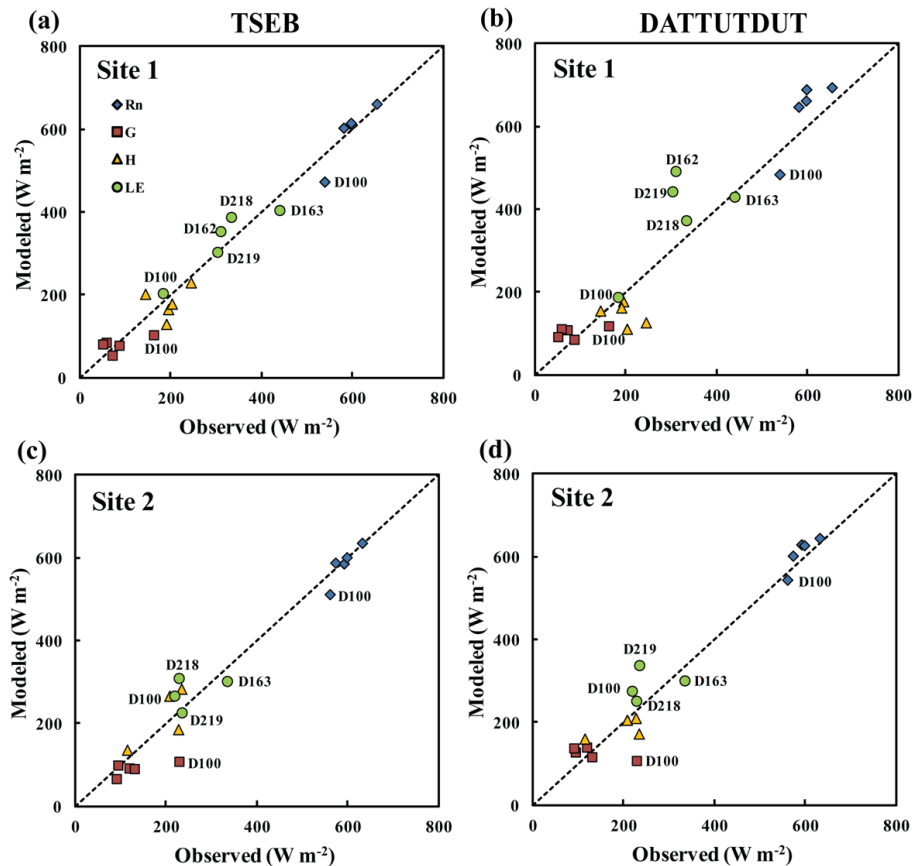 (a)
TSEB
(b)
DATTUTDUT
800
600
400
200
0
Modeled (W m-2)
Site 1
Rn
G
H
LE
D100
D218
D163
D162
D219
D100
D100
0
200
400
600
800
Observed (W m-2)
800
600
400
200
0
Modeled (W m-2)
Site 1
D162
D219
D218
D163
D100
D100
D100
0
200
400
600
800
Observed (W m-2)
(c)
(d)
800
600
400
200
0
Modeled (W m-2)
Site 2
D100
D218
D100
D163
D219
D100
0
200
400
600
800
Observed (W m-2)
800
600
400
200
0
Modeled (W m-2)
Site 2
D100
D219
D100
D163
D218
D100
0
200
400
600
800
Observed (W m-2)